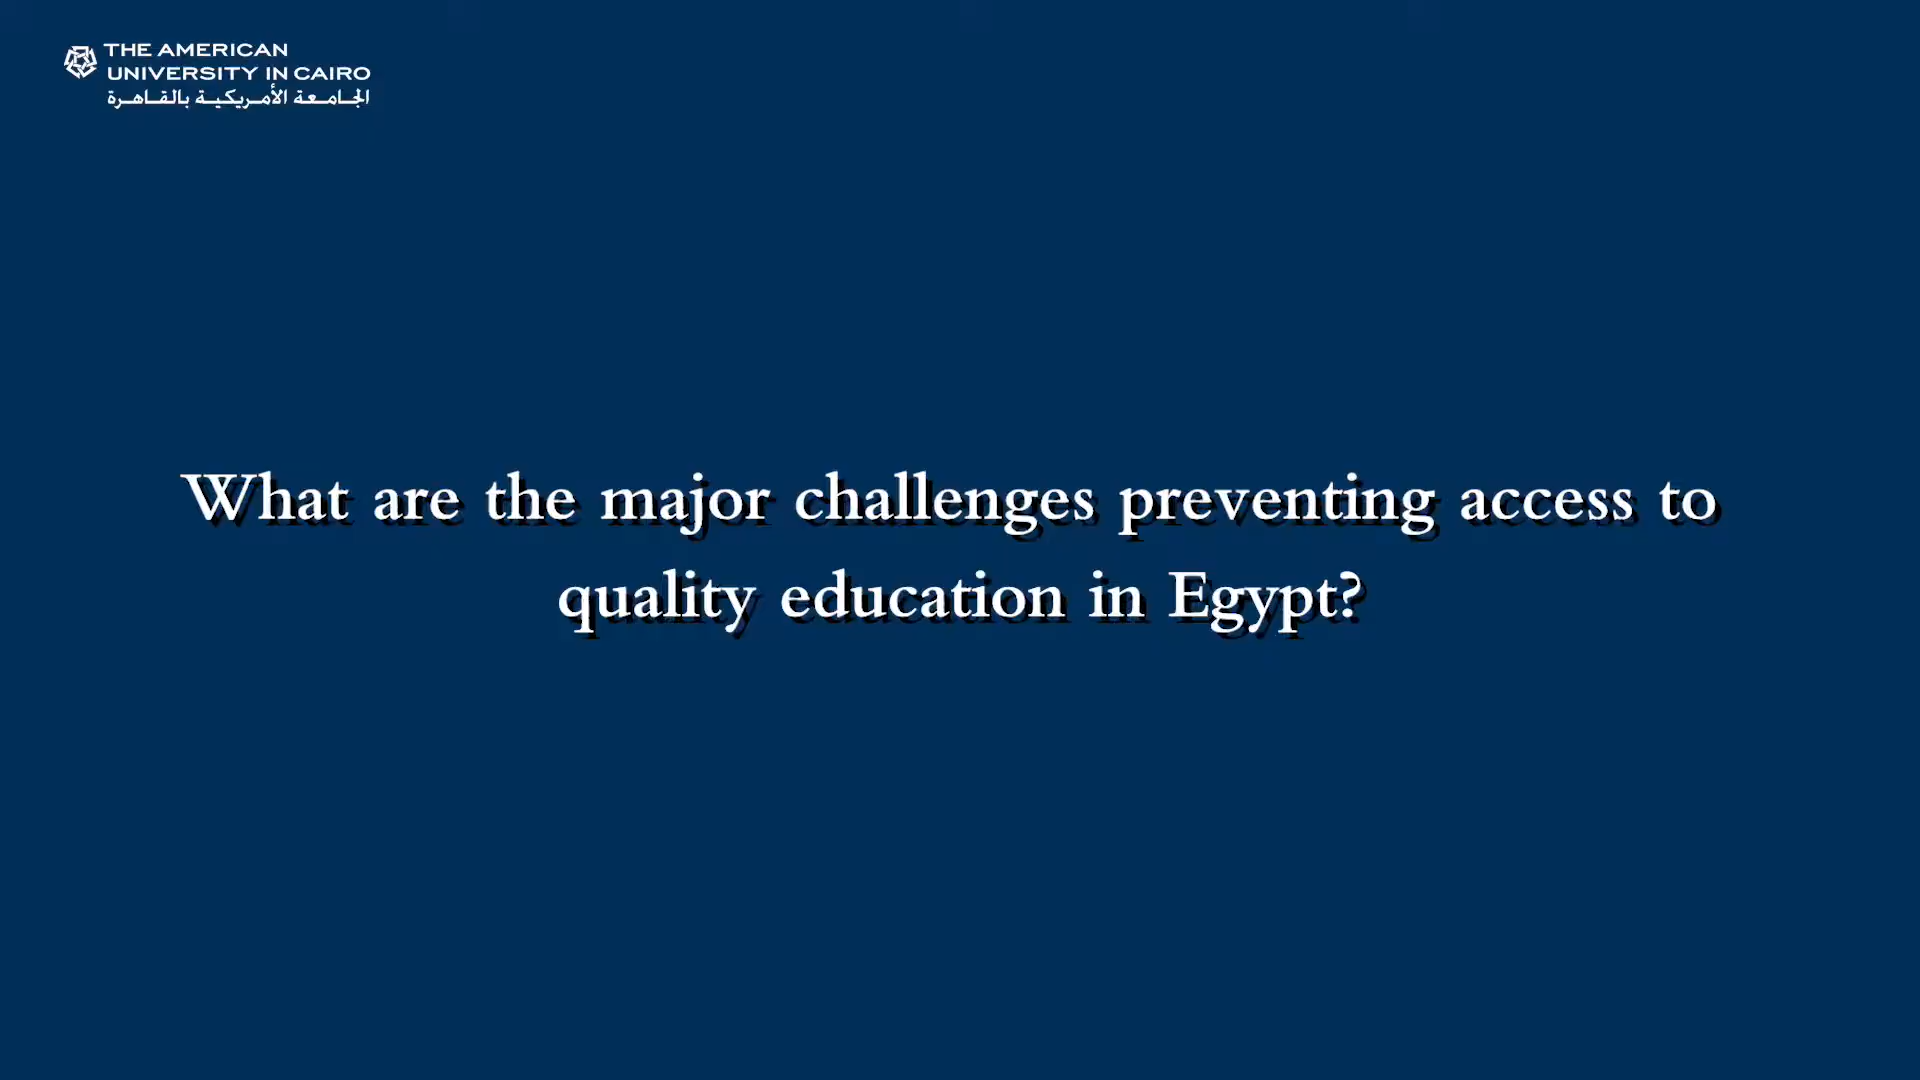 THE AMERICAN
UNIVERSITY IN CAIRO
الجامعة الأمريكية بالقاهرة
What are the major challenges preventing access to
quality education in Egypt?